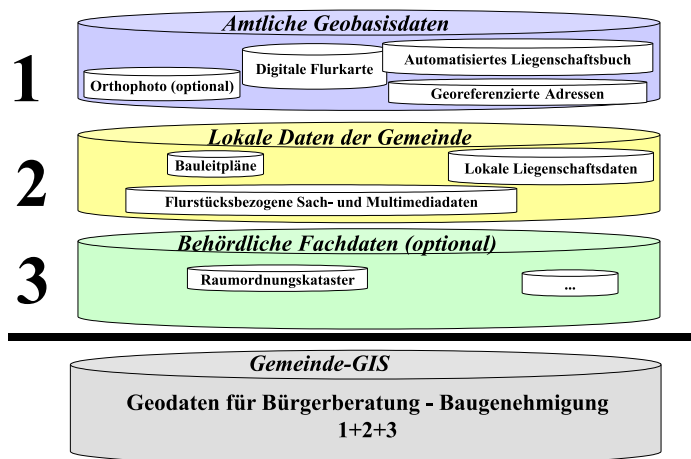 1
Amtliche Geobasisdaten
Orthophoto (optional)
Digitale Flurkarte
Automatisiertes Liegenschaftsbuch
Georeferenzierte Adressen
2
Lokale Daten der Gemeinde
Bauleitpläne
Lokale Liegenschaftsdaten
Flurstücksbezogene Sach- und Multimediadaten
3
Behördliche Fachdaten (optional)
Raumordnungskataster
...
Gemeinde-GIS
Geodaten für Bürgerberatung - Baugenehmigung
1+2+3